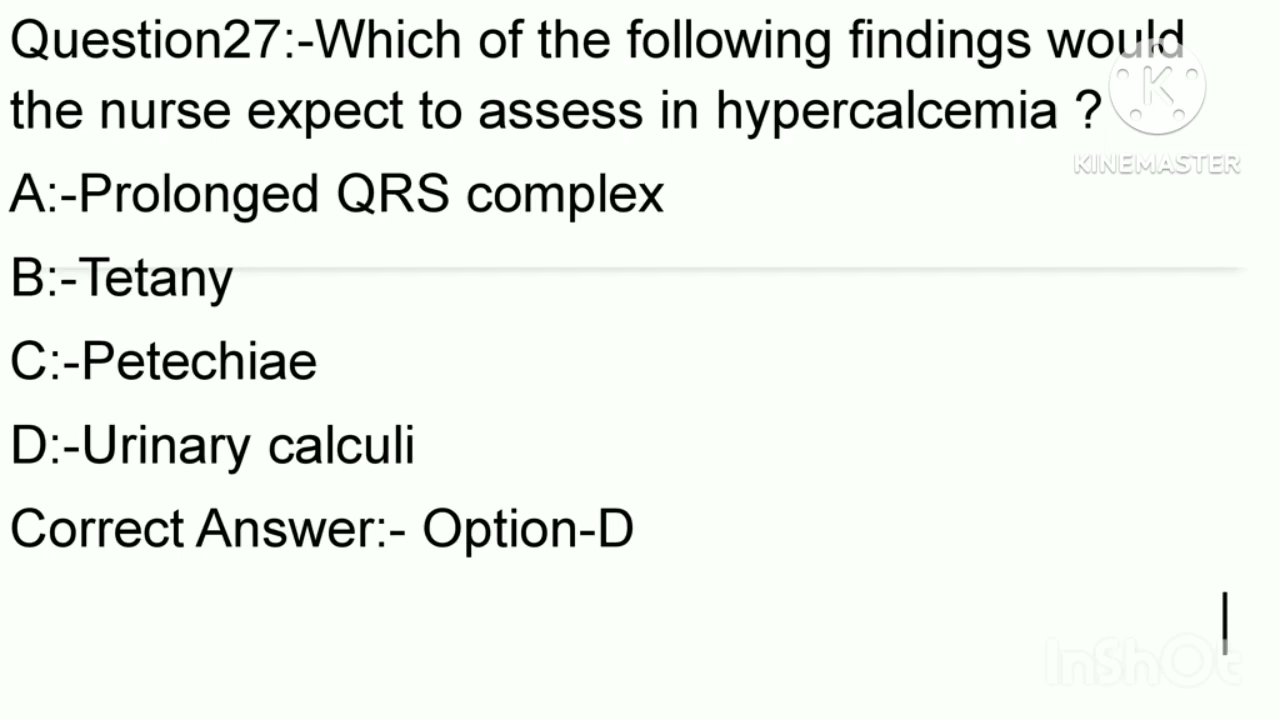 Question27:-Which of the following findings would
the nurse expect to assess in hypercalcemia ?
K
KINEMASTER
A:-Prolonged QRS complex
B:-Tetany
C:-Petechiae
D:-Urinary calculi
Correct Answer:- Option-D
InShOt